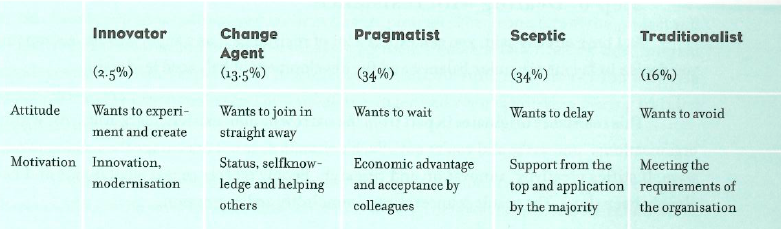 Innovator
Change
Agent
Pragmatist
Sceptic
Traditionalist
(2.5%)
(13.5%)
(34%)
(34%)
(16%)
Attitude
Wants to experi-
ment and create
Wants to join in
straight away
Wants to wait
Wants to delay
Wants to avoid
Motivation
Innovation,
modernisation
Status, selfknow-
ledge and helping
others
Economic advantage
and acceptance by
colleagues
Support from the
top and application
by the majority
Meeting the
requirements of
the organisation